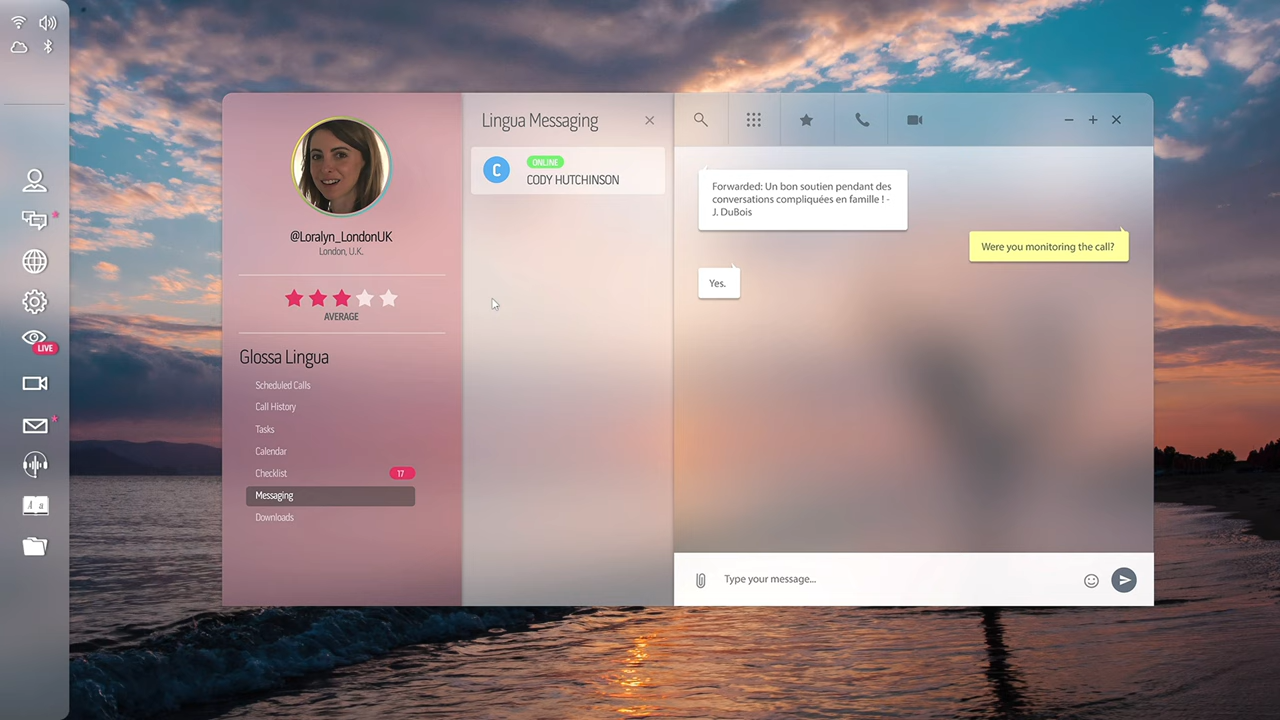 @Loralyn_LondonUK
London, U.K.
AVERAGE
Glossa Lingua
Scheduled Calls
Call History
Tasks
Calendar
Checklist 17
Messaging
Downloads
LIVE
A a
Lingua Messaging
C
ONLINE
CODY HUTCHINSON
Forwarded: Un bon soutien pendant des
conversations compliquées en famille ! -
J. DuBois
Were you monitoring the call?
Yes.
Type your message...